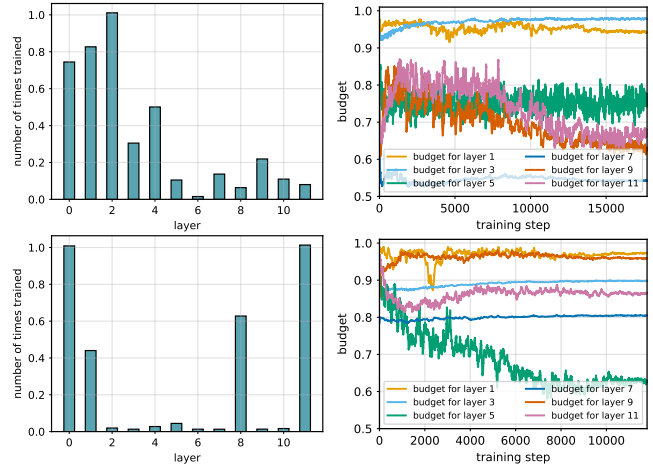 number of times trained
1.0
0.8
0.6
0.4
0.2
0.0
0 2 4 6 8 10
layer
budget
1.0
0.9
0.8
0.7
0.6
0.5
budget for layer 1
budget for layer 3
budget for layer 5
budget for layer 7
budget for layer 9
budget for layer 11
0 5000 10000 15000
training step
number of times trained
1.0
0.8
0.6
0.4
0.2
0.0
0 2 4 6 8 10
layer
budget
1.0
0.9
0.8
0.7
0.6
0.5
budget for layer 1
budget for layer 3
budget for layer 5
budget for layer 7
budget for layer 9
budget for layer 11
0 2000 4000 6000 8000 10000
training step